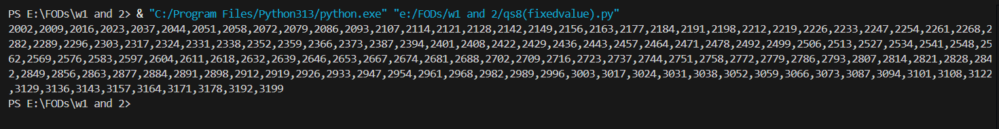 PS E:\FODs\w1 and 2> & "C:/Program Files/Python313/python.exe" "e:/FODs/w1 and 2/qs8(fixedvalue).py"
2002,2009,2016,2023,2037,2044,2051,2058,2072,2079,2086,2093,2107,2114,2121,2128,2142,2149,2156,2163,2177,2184,2191,2198,2212,2219,2226,2233,2247,2254,2261,2268,2
282,2289,2296,2303,2317,2324,2331,2338,2352,2359,2366,2373,2387,2394,2401,2408,2422,2429,2436,2443,2457,2464,2471,2478,2492,2499,2506,2513,2527,2534,2541,2548,25
62,2569,2576,2583,2597,2604,2611,2618,2632,2639,2646,2653,2667,2674,2681,2688,2702,2709,2716,2723,2737,2744,2751,2758,2772,2779,2786,2793,2807,2814,2821,2828,284
2,2849,2856,2863,2877,2884,2891,2898,2912,2919,2926,2933,2947,2954,2961,2968,2982,2989,2996,3003,3017,3024,3031,3038,3052,3059,3066,3073,3087,3094,3101,3108,3122
,3129,3136,3143,3157,3164,3171,3178,3192,3199
PS E:\FODs\w1 and 2>